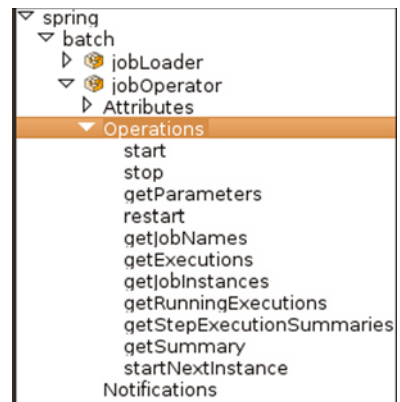 spring
batch
jobLoader
jobOperator
Attributes
Operations
start
stop
getParameters
restart
getJobNames
getExecutions
getJobInstances
getRunningExecutions
getStepExecutionSummaries
getSummary
startNextInstance
Notifications